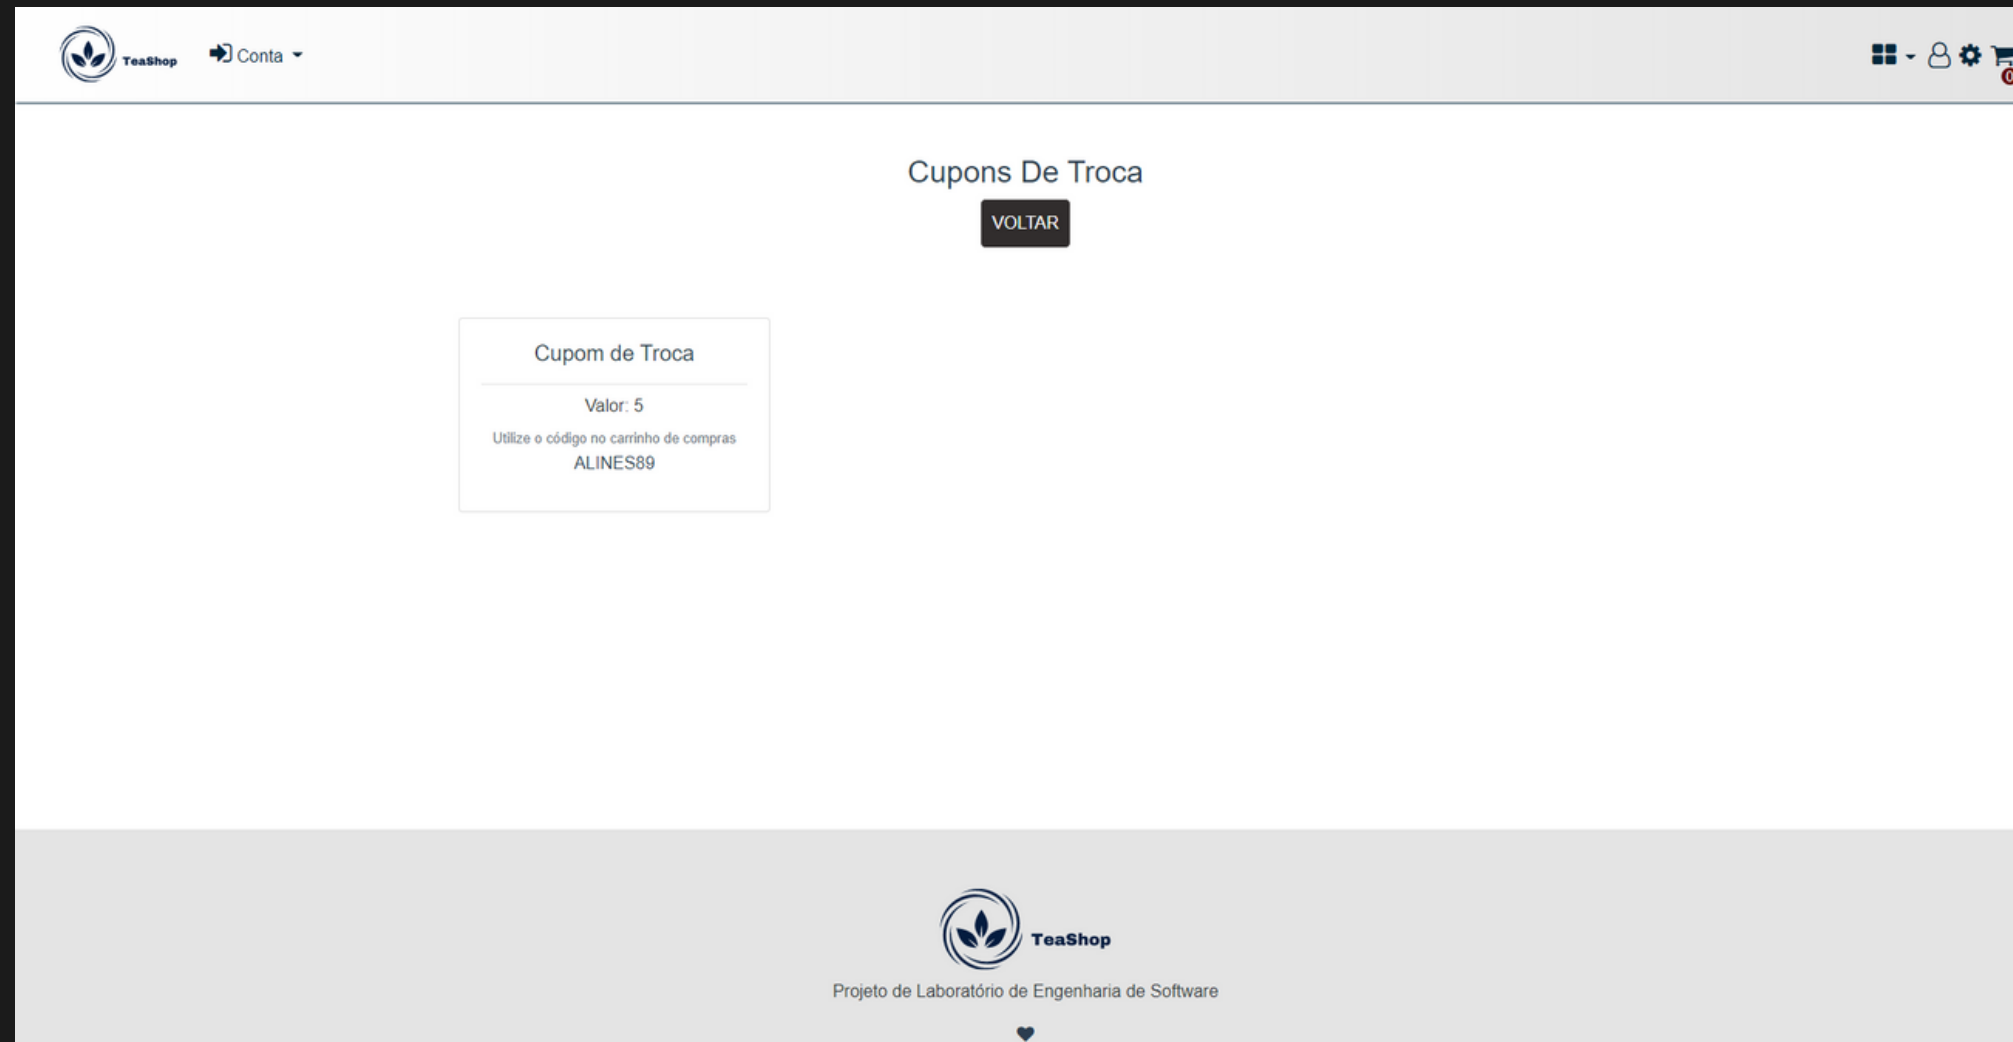 TeaShop
Conta
0
Cupons De Troca
VOLTAR
Cupom de Troca
Valor: 5
Utilize o código no carrinho de compras
ALINES89
TeaShop
Projeto de Laboratório de Engenharia de Software